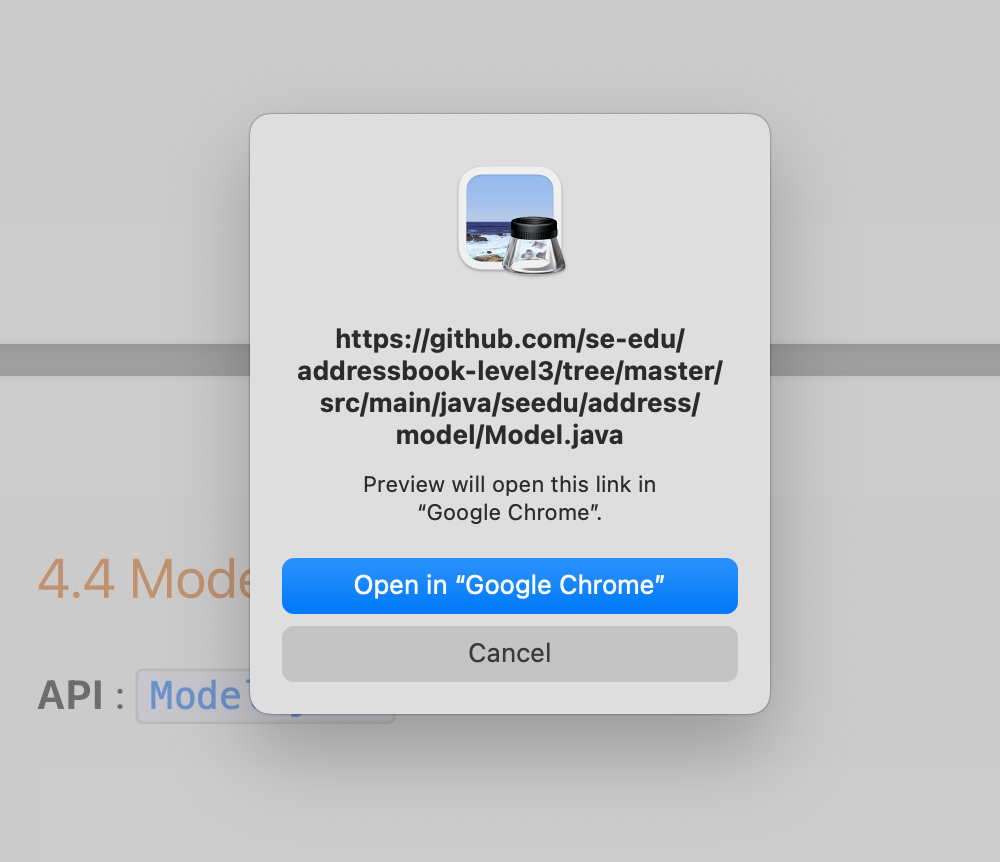 https://github.com/se-edu/
addressbook-level3/tree/master/
src/main/java/seedu/address/
model/Model.java
Preview will open this link in
“Google Chrome”.
Open in “Google Chrome”
Cancel
4.4
API :